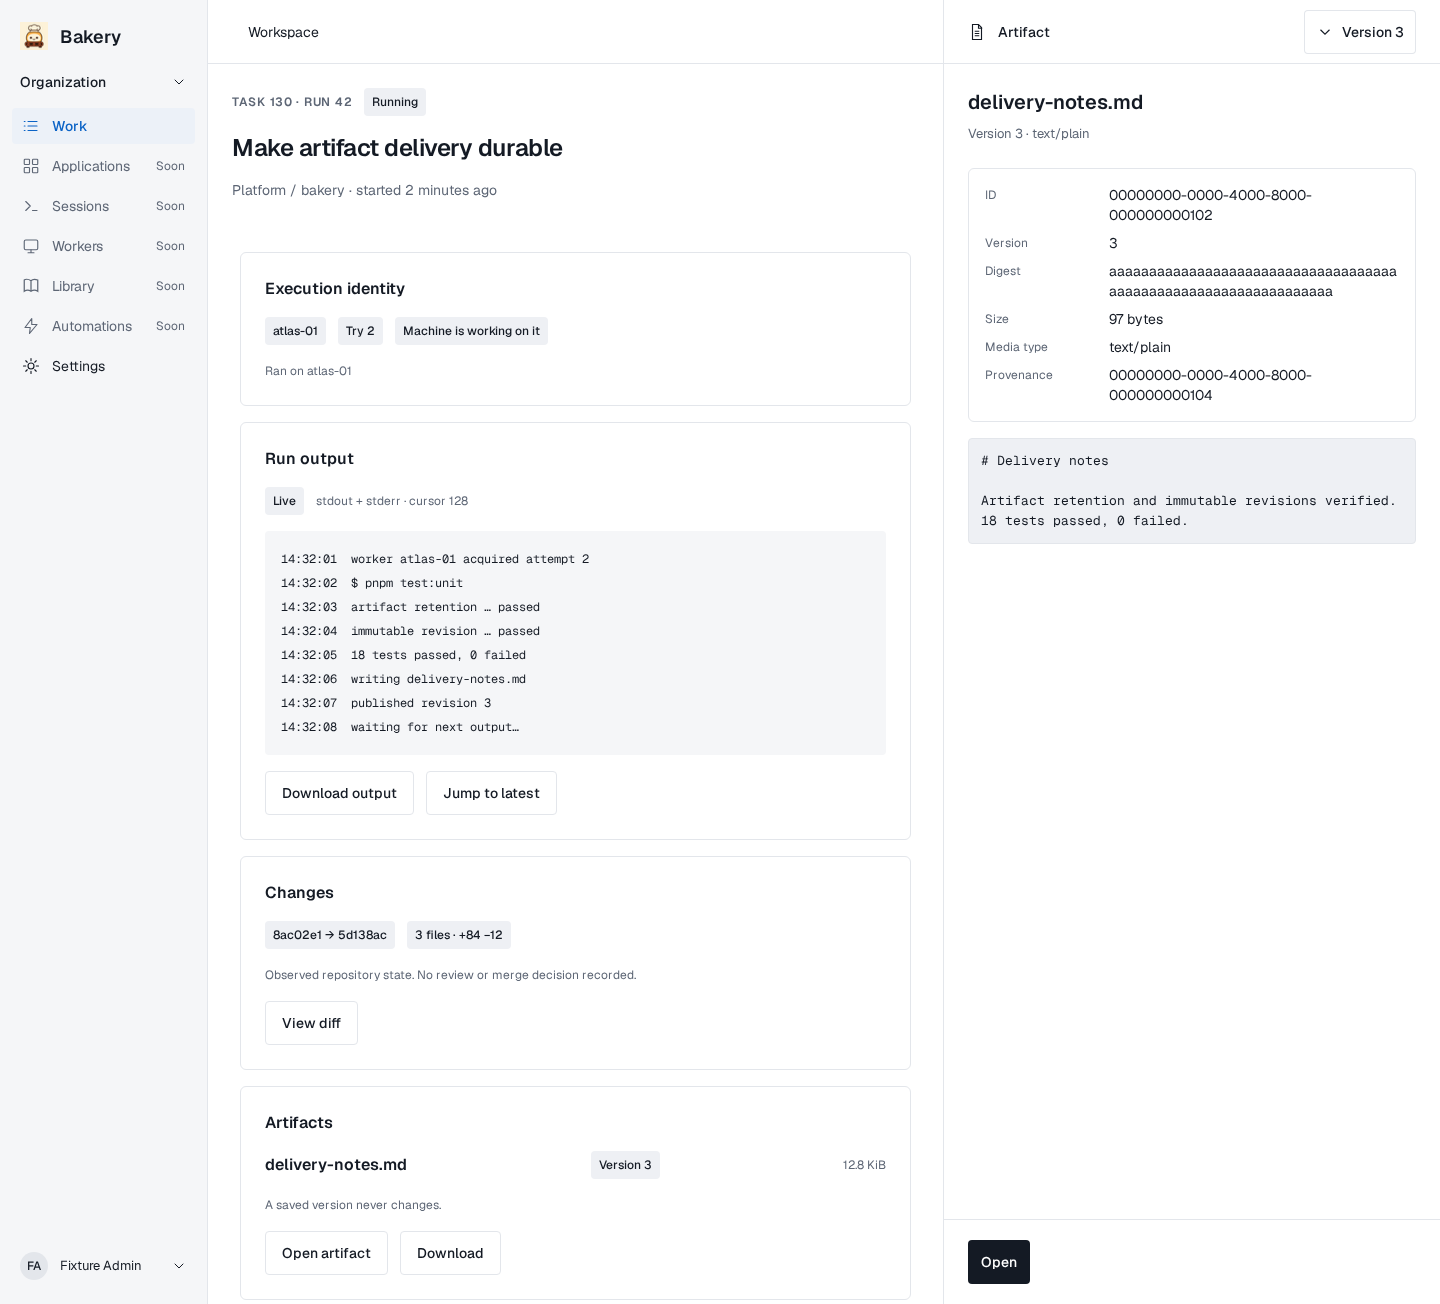 Bakery
Organization
Work
Applications Soon
Sessions Soon
Workers Soon
Library Soon
Automations Soon
Settings
FA Fixture Admin
Workspace
TASK 130 · RUN 42 Running
Make artifact delivery durable
Platform / bakery · started 2 minutes ago
Execution identity
atlas-01 Try 2 Machine is working on it
Ran on atlas-01
Run output
Live stdout + stderr · cursor 128
14:32:01 worker atlas-01 acquired attempt 2
14:32:02 $ pnpm test:unit
14:32:03 artifact retention … passed
14:32:04 immutable revision … passed
14:32:05 18 tests passed, 0 failed
14:32:06 writing delivery-notes.md
14:32:07 published revision 3
14:32:08 waiting for next output…
Download output Jump to latest
Changes
8ac02e1 → 5d138ac 3 files · +84 −12
Observed repository state. No review or merge decision recorded.
View diff
Artifacts
delivery-notes.md Version 3 12.8 KiB
A saved version never changes.
Open artifact Download
Artifact Version 3
delivery-notes.md
Version 3 · text/plain
ID 00000000-0000-4000-8000-
000000000102
Version 3
Digest aaaaaaaaaaaaaaaaaaaaaaaaaaaaaaaaaaaa
aaaaaaaaaaaaaaaaaaaaaaaaaaaa
Size 97 bytes
Media type text/plain
Provenance 00000000-0000-4000-8000-
000000000104
# Delivery notes
Artifact retention and immutable revisions verified.
18 tests passed, 0 failed.
Open